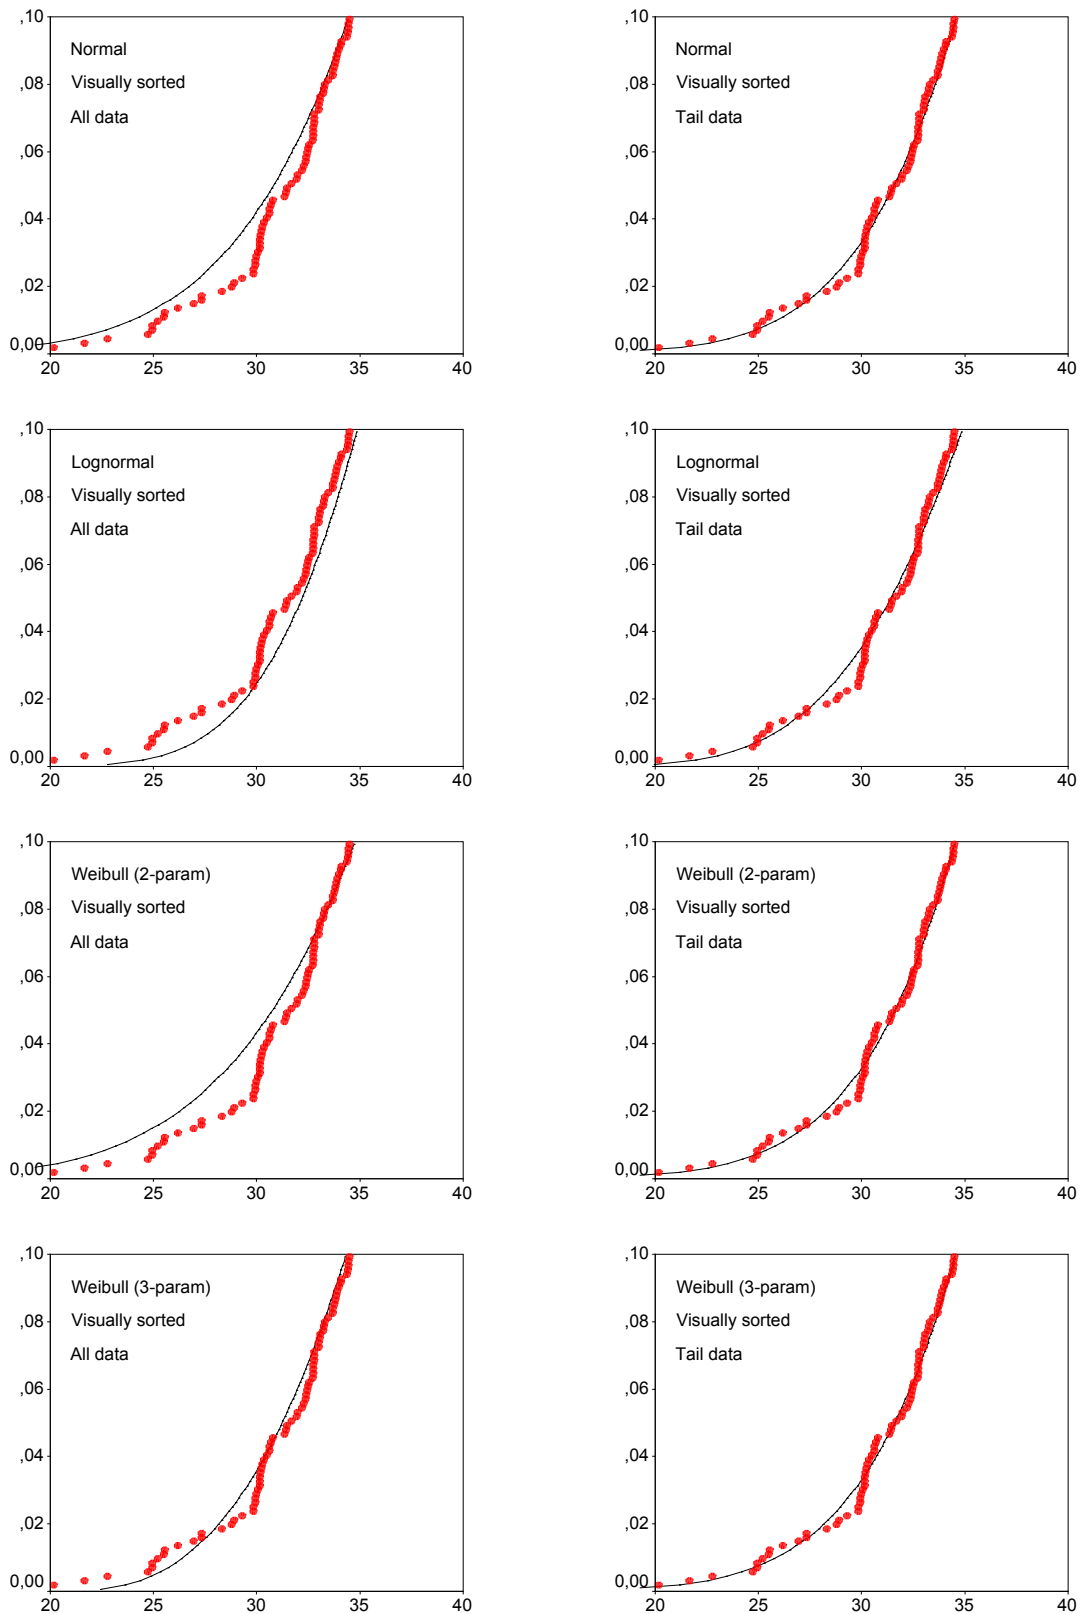 ,10
Normal
Visually sorted
All data
,08
,06
,04
,02
0,00
20 25 30 35 40
,10
Normal
Visually sorted
Tail data
,08
,06
,04
,02
0,00
20 25 30 35 40
,10
Lognormal
Visually sorted
All data
,08
,06
,04
,02
0,00
20 25 30 35 40
,10
Lognormal
Visually sorted
Tail data
,08
,06
,04
,02
0,00
20 25 30 35 40
,10
Weibull (2-param)
Visually sorted
All data
,08
,06
,04
,02
0,00
20 25 30 35 40
,10
Weibull (2-param)
Visually sorted
Tail data
,08
,06
,04
,02
0,00
20 25 30 35 40
,10
Weibull (3-param)
Visually sorted
All data
,08
,06
,04
,02
0,00
20 25 30 35 40
,10
Weibull (3-param)
Visually sorted
Tail data
,08
,06
,04
,02
0,00
20 25 30 35 40